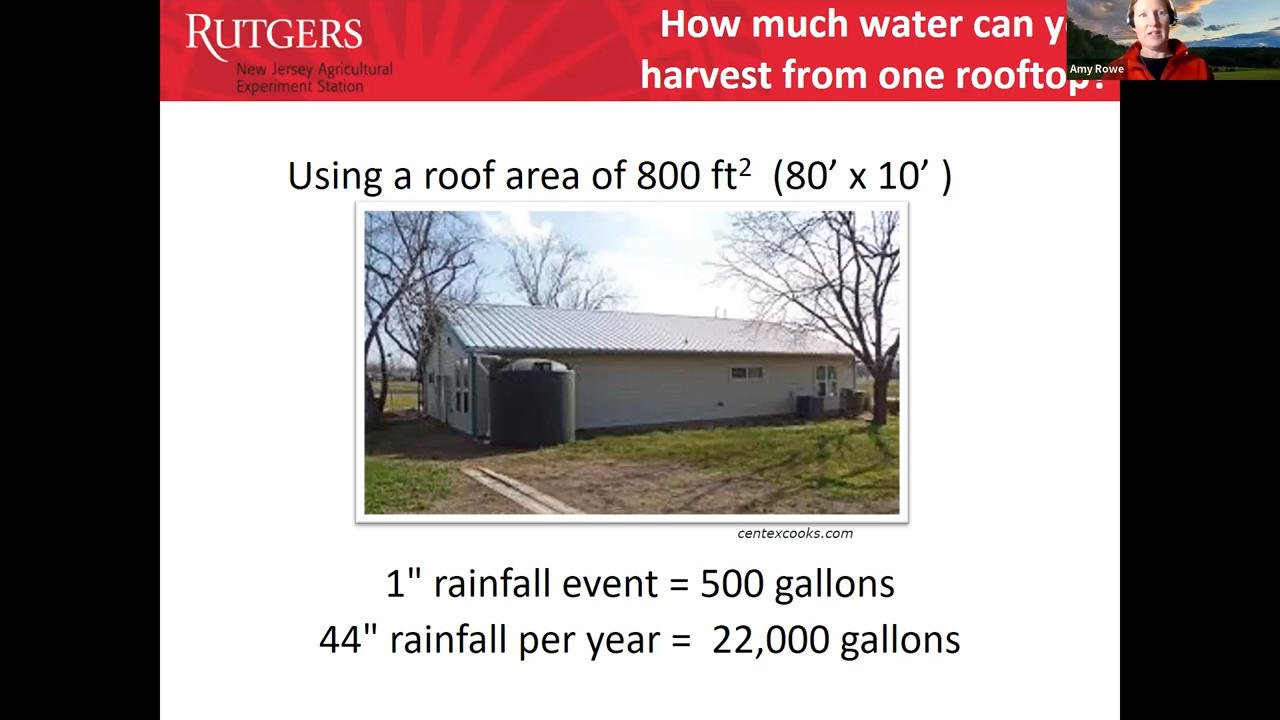 RUTGERS
New Jersey Agricultural
Experiment Station
How much water can y
harvest from one rooftop?
Amy Rowe
Using a roof area of 800 ft² (80’ x 10’ )
centexcooks.com
1" rainfall event = 500 gallons
44" rainfall per year = 22,000 gallons